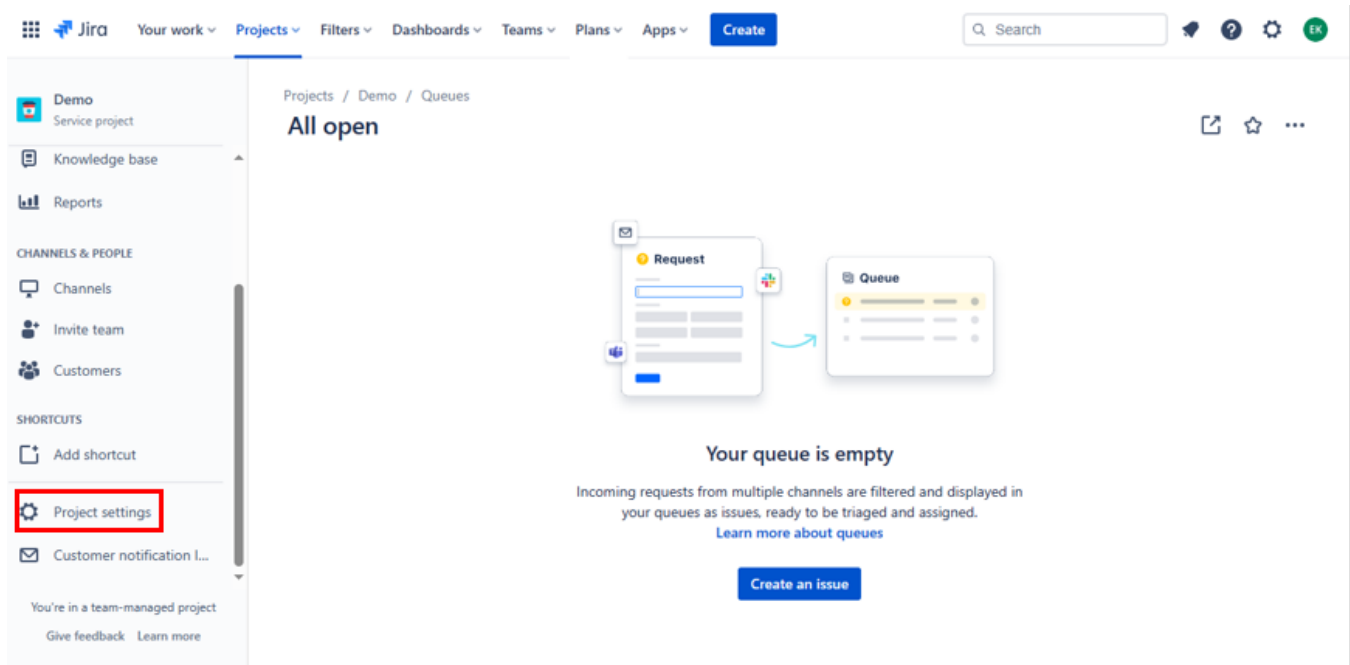 Jira Your work Projects Filters Dashboards Teams Plans Apps Create Search EK
Demo
Service project
Knowledge base
Reports
CHANNELS & PEOPLE
Channels
Invite team
Customers
SHORTCUTS
Add shortcut
Project settings
Customer notification l...
You're in a team-managed project
Give feedback Learn more
Projects / Demo / Queues
All open
Request
Queue
Your queue is empty
Incoming requests from multiple channels are filtered and displayed in
your queues as issues, ready to be triaged and assigned.
Learn more about queues
Create an issue